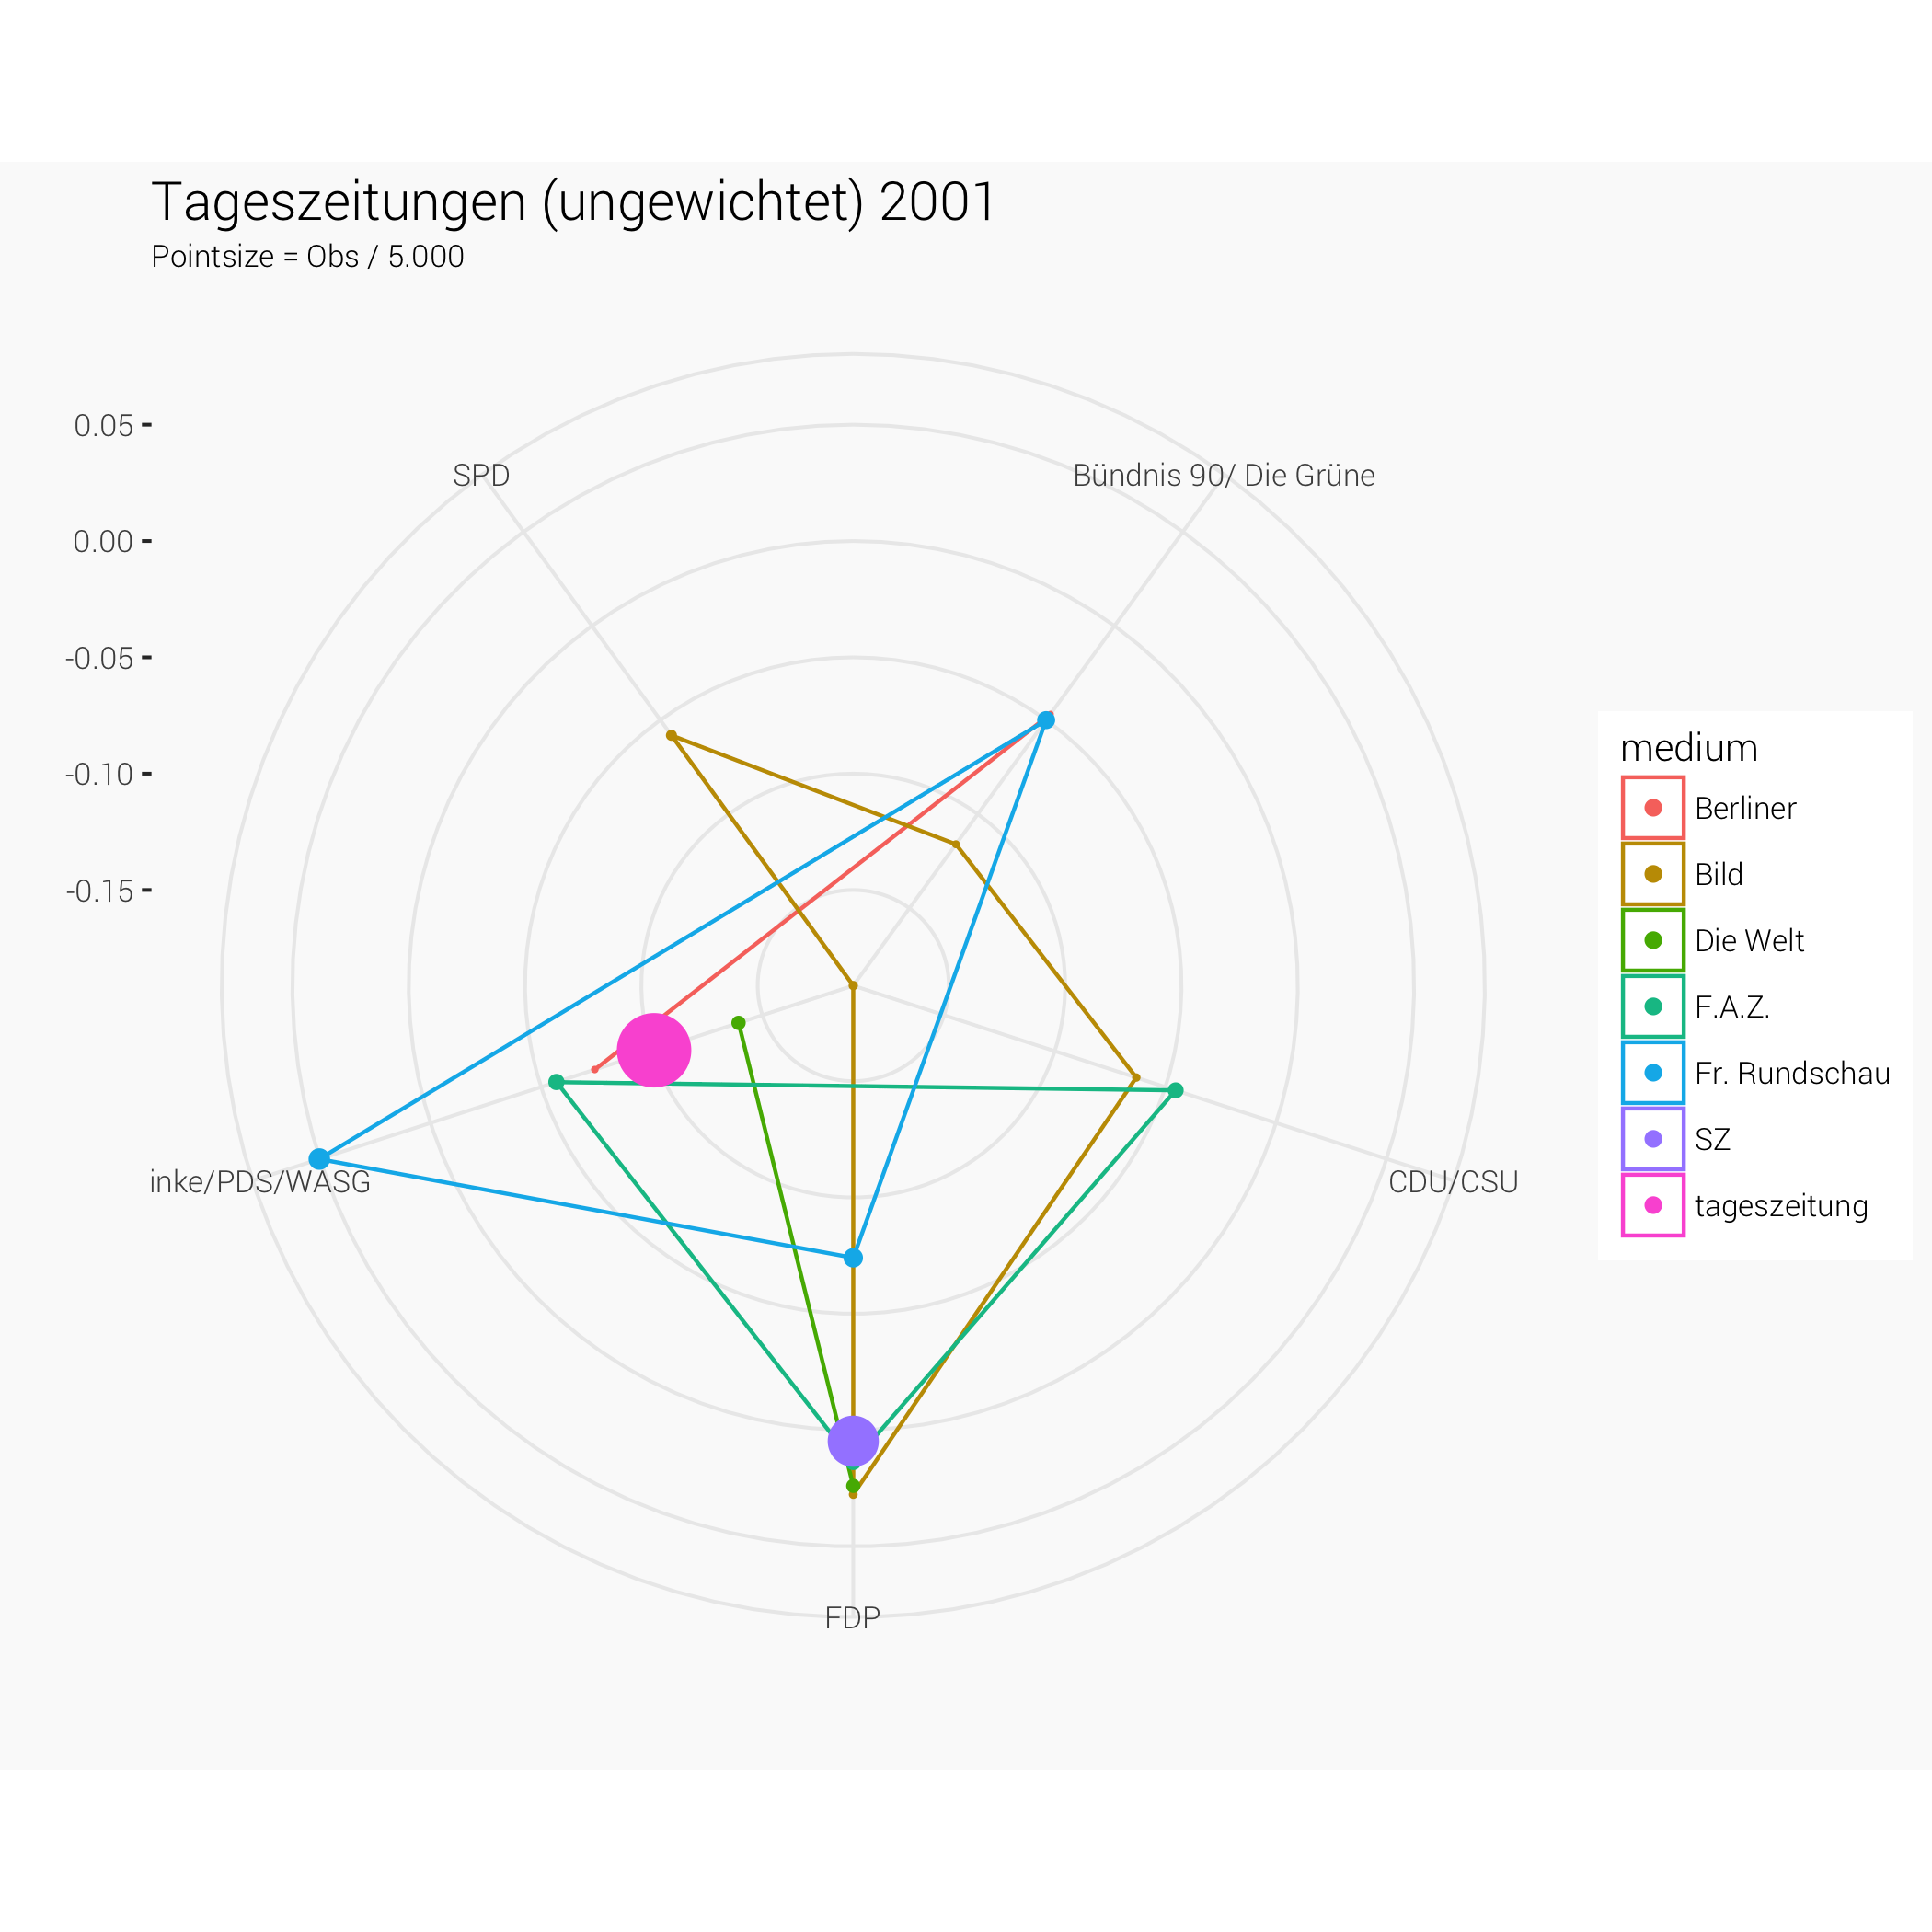 Tageszeitungen (ungewichtet) 2001
Pointsize = Obs / 5.000
0.05
0.00
-0.05
-0.10
-0.15
SPD
Bündnis 90/ Die Grüne
inke/PDS/WASG
CDU/CSU
FDP
medium
Berliner
Bild
Die Welt
F.A.Z.
Fr. Rundschau
SZ
tageszeitung